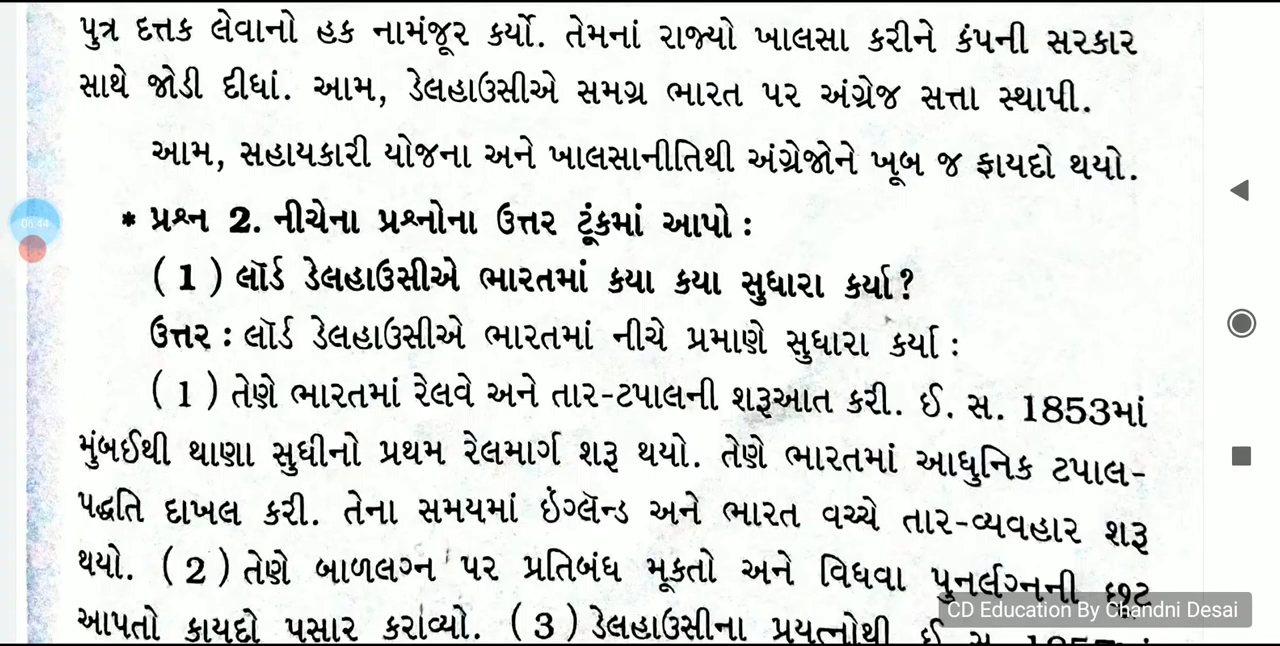 પુત્ર દત્તક લેવાનો હક નામંજૂર કર્યો. તેમનાં રાજ્યો ખાલસા કરીને કંપની સરકાર
સાથે જોડી દીધાં. આમ, ડેલહાઉસીએ સમગ્ર ભારત પર અંગ્રેજ સત્તા સ્થાપી.
આમ, સહાયકારી યોજના અને ખાલસાનીતિથી અંગ્રેજોને ખૂબ જ ફાયદો થયો.
* પ્રશ્ન 2. નીચેના પ્રશ્નોના ઉત્તર ટૂંકમાં આપો :
( 1 ) લૉર્ડ ડેલહાઉસીએ ભારતમાં કયા કયા સુધારા કર્યા?
ઉત્તર : લૉર્ડ ડેલહાઉસીએ ભારતમાં નીચે પ્રમાણે સુધારા કર્યા :
( 1 ) તેણે ભારતમાં રેલવે અને તાર-ટપાલની શરૂઆત કરી. ઈ. સ. 1853માં
મુંબઈથી થાણા સુધીનો પ્રથમ રેલમાર્ગ શરૂ થયો. તેણે ભારતમાં આધુનિક ટપાલ-
પદ્ધતિ દાખલ કરી. તેના સમયમાં ઇંગ્લૅન્ડ અને ભારત વચ્ચે તાર-વ્યવહાર શરૂ
થયો. ( 2 ) તેણે બાળલગ્ન પર પ્રતિબંધ મૂકતો અને વિધવા પુનર્લગ્નની છૂટ
આપતો કાયદો પસાર કરાવ્યો. ( 3 ) ડેલહાઉસીના પ્રયત્નોથી ઈ. સ.
CD Education By Chandni Desai
05:44